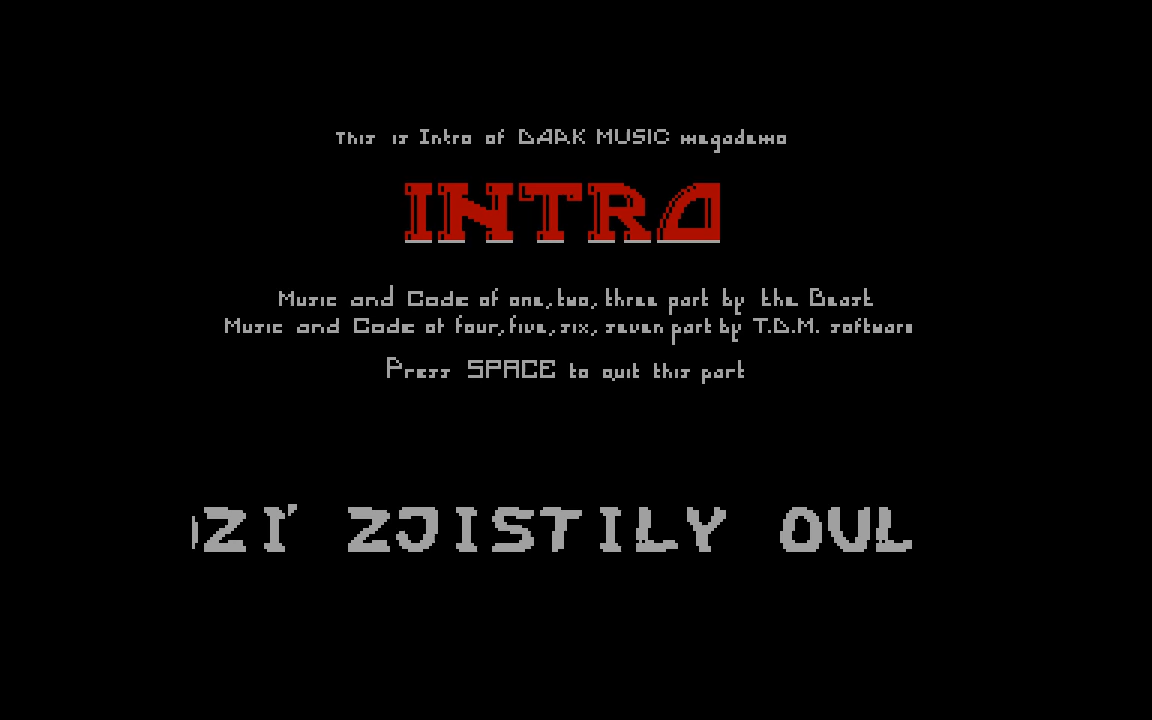 This is Intro of DARK MUSIC megademo
INTRO
Music and Code of one,two,three part by the Beast
Music and Code of four,five,six,seven part by T.D.M. software
Press SPACE to quit this part
ZI' ZJISTILY OVL